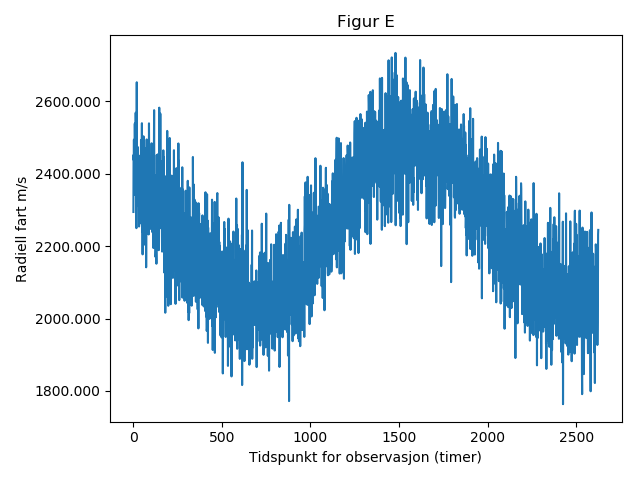 Figur E
2600.000
2400.000
2200.000
2000.000
1800.000
Radiell fart m/s
0 500 1000 1500 2000 2500
Tidspunkt for observasjon (timer)